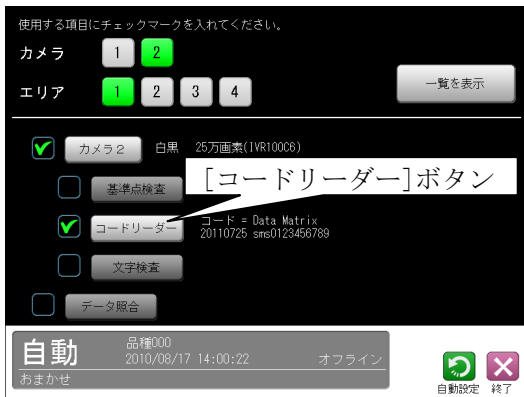 使用する項目にチェックマークを入れてください。
カメラ 1 2
エリア 1 2 3 4
一覧を表示
カメラ2 白黒 25万画素(IVR100C6)
基準点検査
[コードリーダー]ボタン
コードリーダー コード = Data Matrix
20110725 sms0123456789
文字検査
データ照合
自動 品種000
2010/08/17 14:00:22 オフライン
おまかせ
自動設定 終了